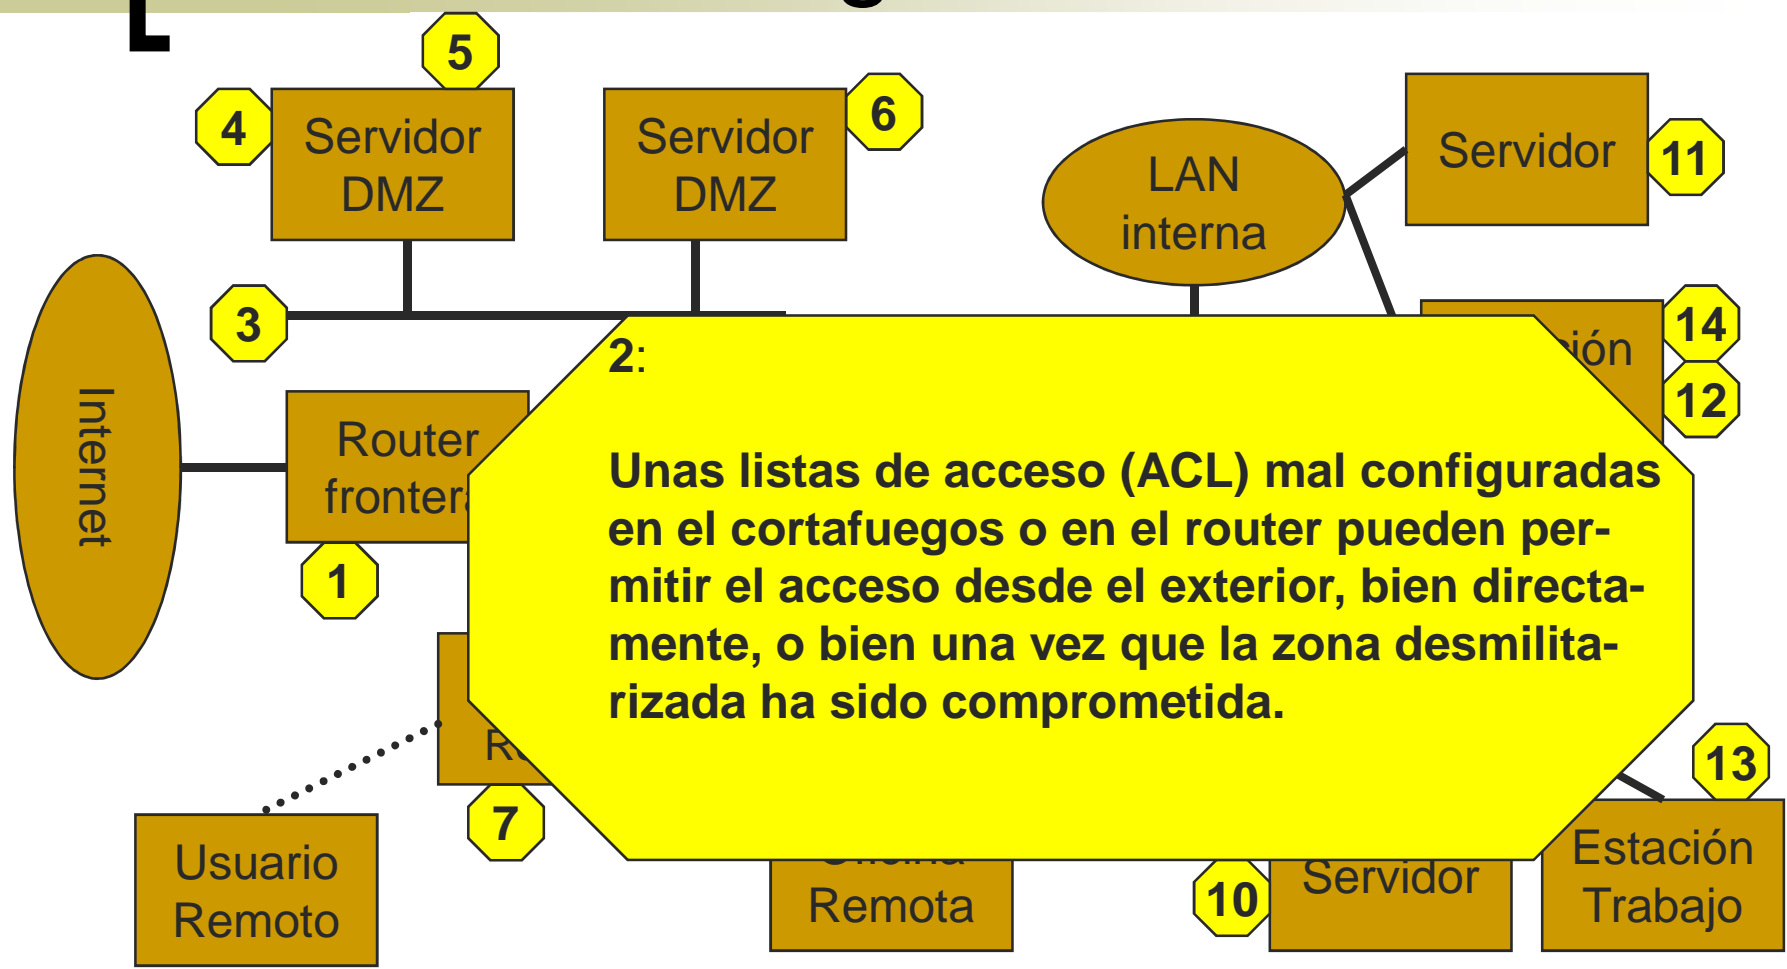 5
4
Servidor
DMZ
Servidor
DMZ
6
LAN
interna
Servidor
11
3
Internet
Router
frontera
1
14
12
2:
Unas listas de acceso (ACL) mal configuradas
en el cortafuegos o en el router pueden per-
mitir el acceso desde el exterior, bien directa-
mente, o bien una vez que la zona desmilita-
rizada ha sido comprometida.
7
13
Usuario
Remoto
Oficina
Remota
10
Servidor
Estación
Trabajo